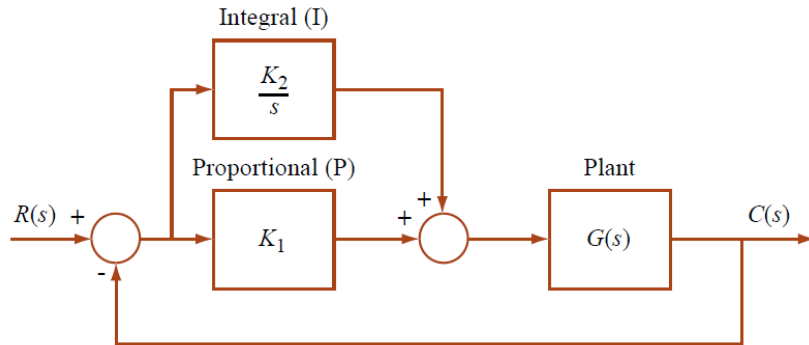 Integral (I)
K2
s
Proportional (P)
Plant
R(s)
+
-
K1
+
+
G(s)
C(s)